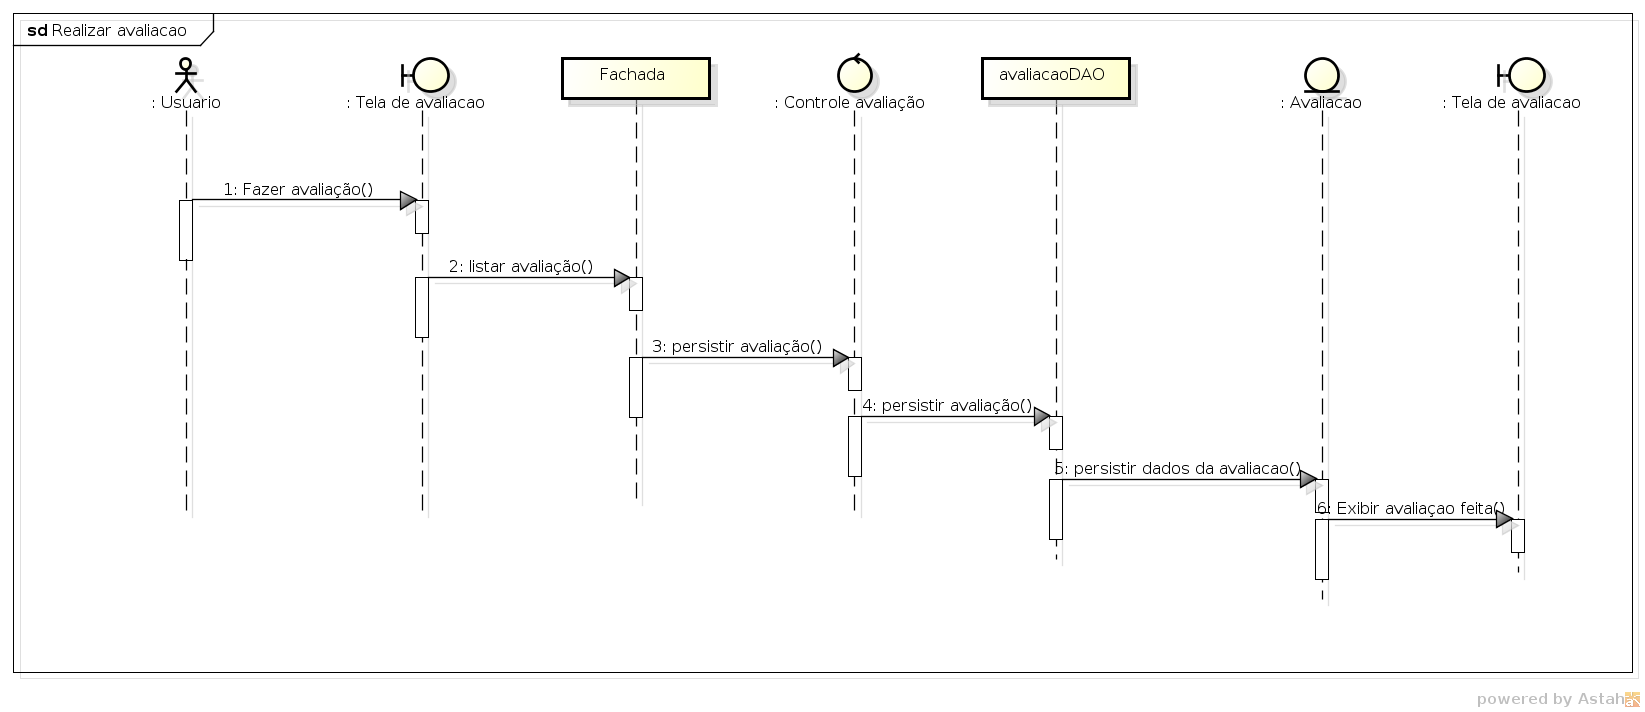 sd Realizar avaliacao
: Usuario
: Tela de avaliacao
Fachada
: Controle avaliação
avaliacaoDAO
: Avaliacao
: Tela de avaliacao
1: Fazer avaliação()
2: listar avaliação()
3: persistir avaliação()
4: persistir avaliação()
5: persistir dados da avaliacao()
6: Exibir avaliaçao feita()
powered by Astah